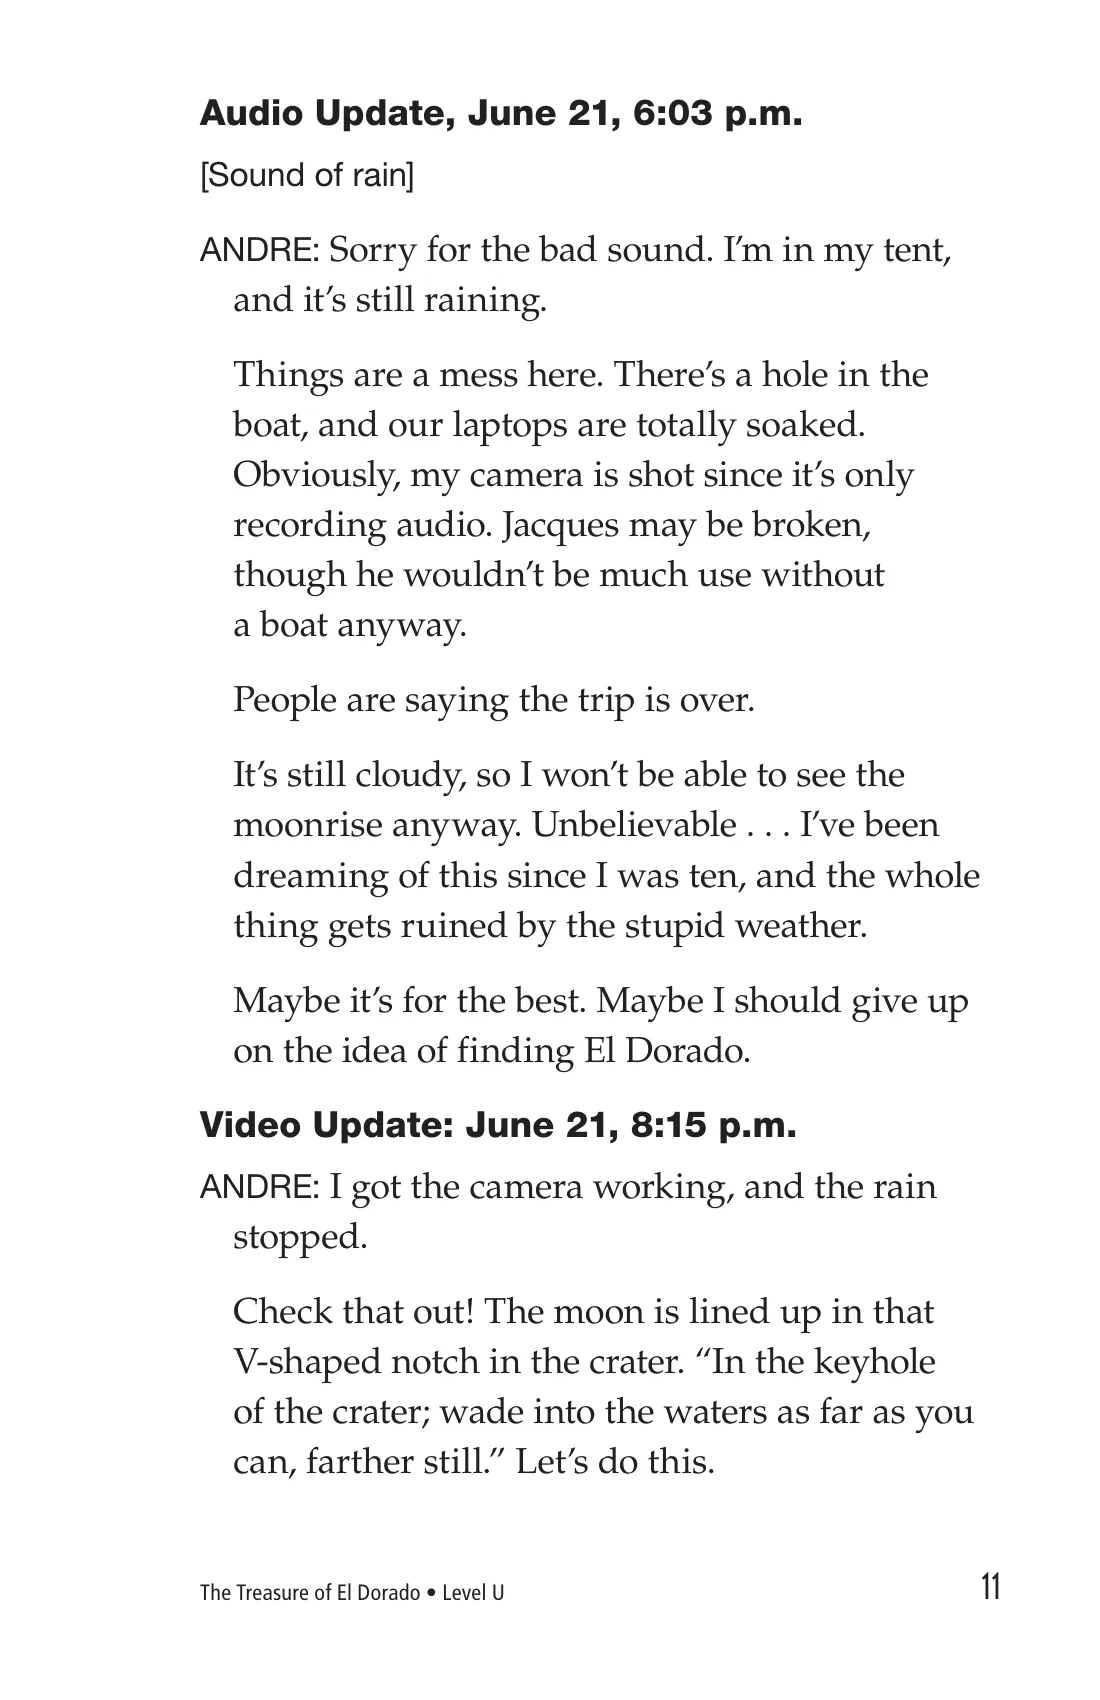 Audio Update, June 21, 6:03 p.m.
[Sound of rain]
ANDRE: Sorry for the bad sound. I’m in my tent,
and it’s still raining.
Things are a mess here. There’s a hole in the
boat, and our laptops are totally soaked.
Obviously, my camera is shot since it’s only
recording audio. Jacques may be broken,
though he wouldn’t be much use without
a boat anyway.
People are saying the trip is over.
It’s still cloudy, so I won’t be able to see the
moonrise anyway. Unbelievable . . . I’ve been
dreaming of this since I was ten, and the whole
thing gets ruined by the stupid weather.
Maybe it’s for the best. Maybe I should give up
on the idea of finding El Dorado.
Video Update: June 21, 8:15 p.m.
ANDRE: I got the camera working, and the rain
stopped.
Check that out! The moon is lined up in that
V-shaped notch in the crater. “In the keyhole
of the crater; wade into the waters as far as you
can, farther still.” Let’s do this.
The Treasure of El Dorado • Level U
11